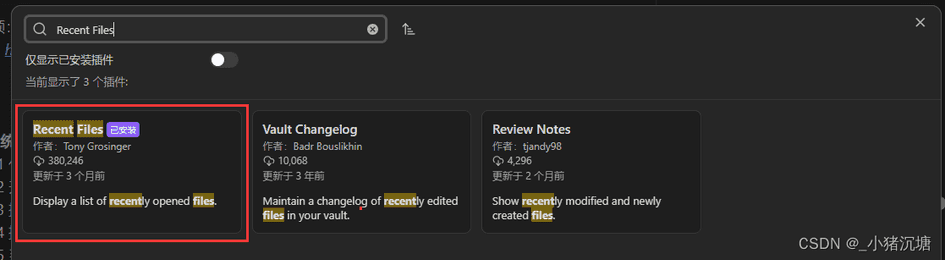 Recent Files
仅显示已安装插件
当前显示了 3 个插件:
Recent Files 已安装
作者: Tony Grosinger
380,246
更新于 3 个月前
Display a list of recently opened files.
Vault Changelog
作者: Badr Bouslikhin
10,068
更新于 3 年前
Maintain a changelog of recently edited
files in your vault.
Review Notes
作者: tjandy98
4,296
更新于 2 个月前
Show recently modified and newly
created files.
CSDN @_小猪沉塘